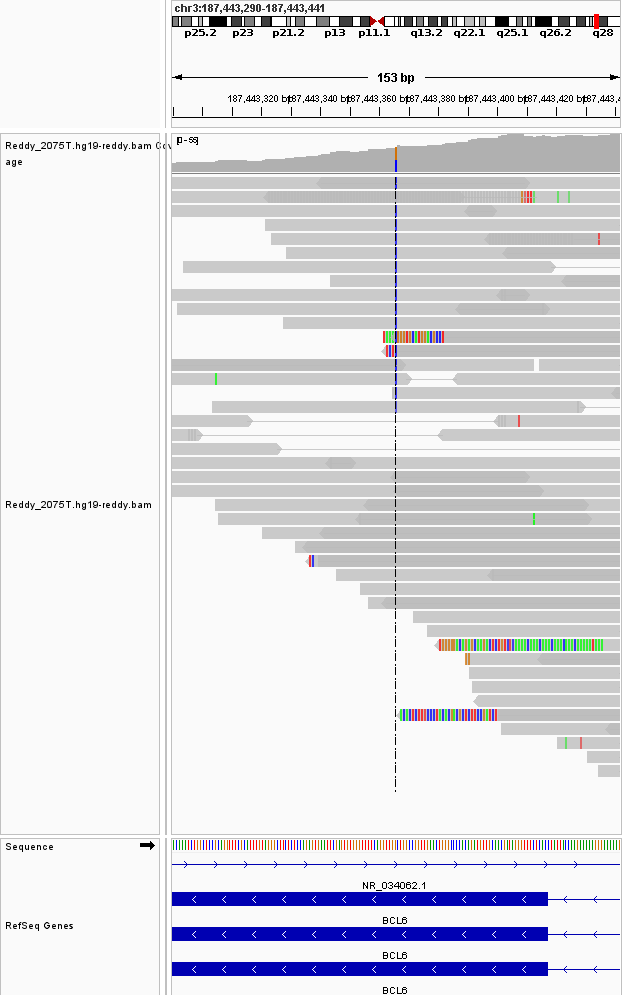 chr3:187,443,290-187,443,441
p25.2 p23 p21.2 p13 p11.1 q13.2 q22.1 q25.1 q26.2 q28
153 bp
187,443,320 bp 187,443,340 bp 187,443,360 bp 187,443,380 bp 187,443,400 bp 187,443,420 bp 187,443,4
Reddy_2075T.hg19-reddy.bam Cov
age
Reddy_2075T.hg19-reddy.bam
Sequence
NR_034062.1
BCL6
RefSeq Genes
BCL6
BCL6